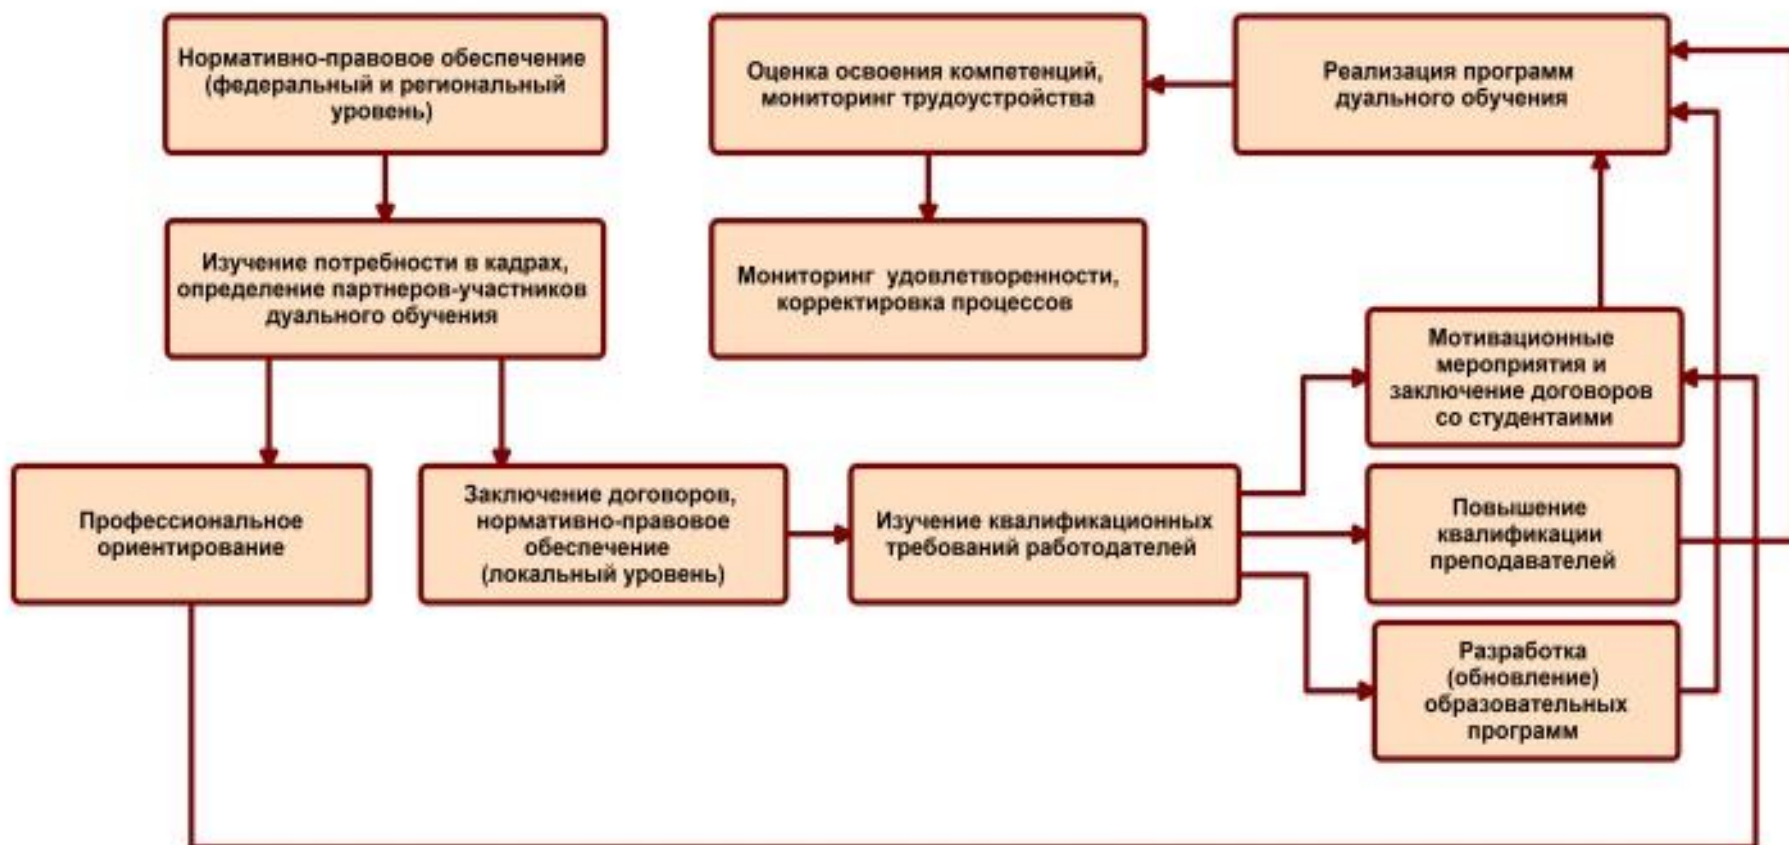 Нормативно-правовое обеспечение
(федеральный и региональный
уровень)
Оценка освоения компетенций,
мониторинг трудоустройства
Реализация программ
дуального обучения
Изучение потребности в кадрах,
определение партнеров-участников
дуального обучения
Мониторинг удовлетворенности,
корректировка процессов
Мотивационные
мероприятия и
заключение договоров
со студентаими
Профессиональное
ориентирование
Заключение договоров,
нормативно-правовое
обеспечение
(локальный уровень)
Изучение квалификационных
требований работодателей
Повышение
квалификации
преподавателей
Разработка
(обновление)
образовательных
программ